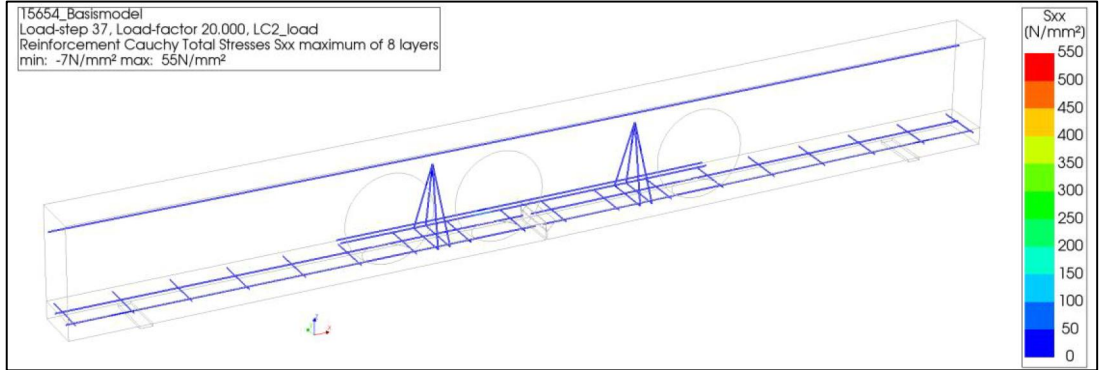 15654_Basismodel
Load-step 37, Load-factor 20.000, LC2_load
Reinforcement Cauchy Total Stresses Sxx maximum of 8 layers
min: -7N/mm² max: 55N/mm²
Sxx
(N/mm²)
550
500
450
400
350
300
250
200
150
100
50
0